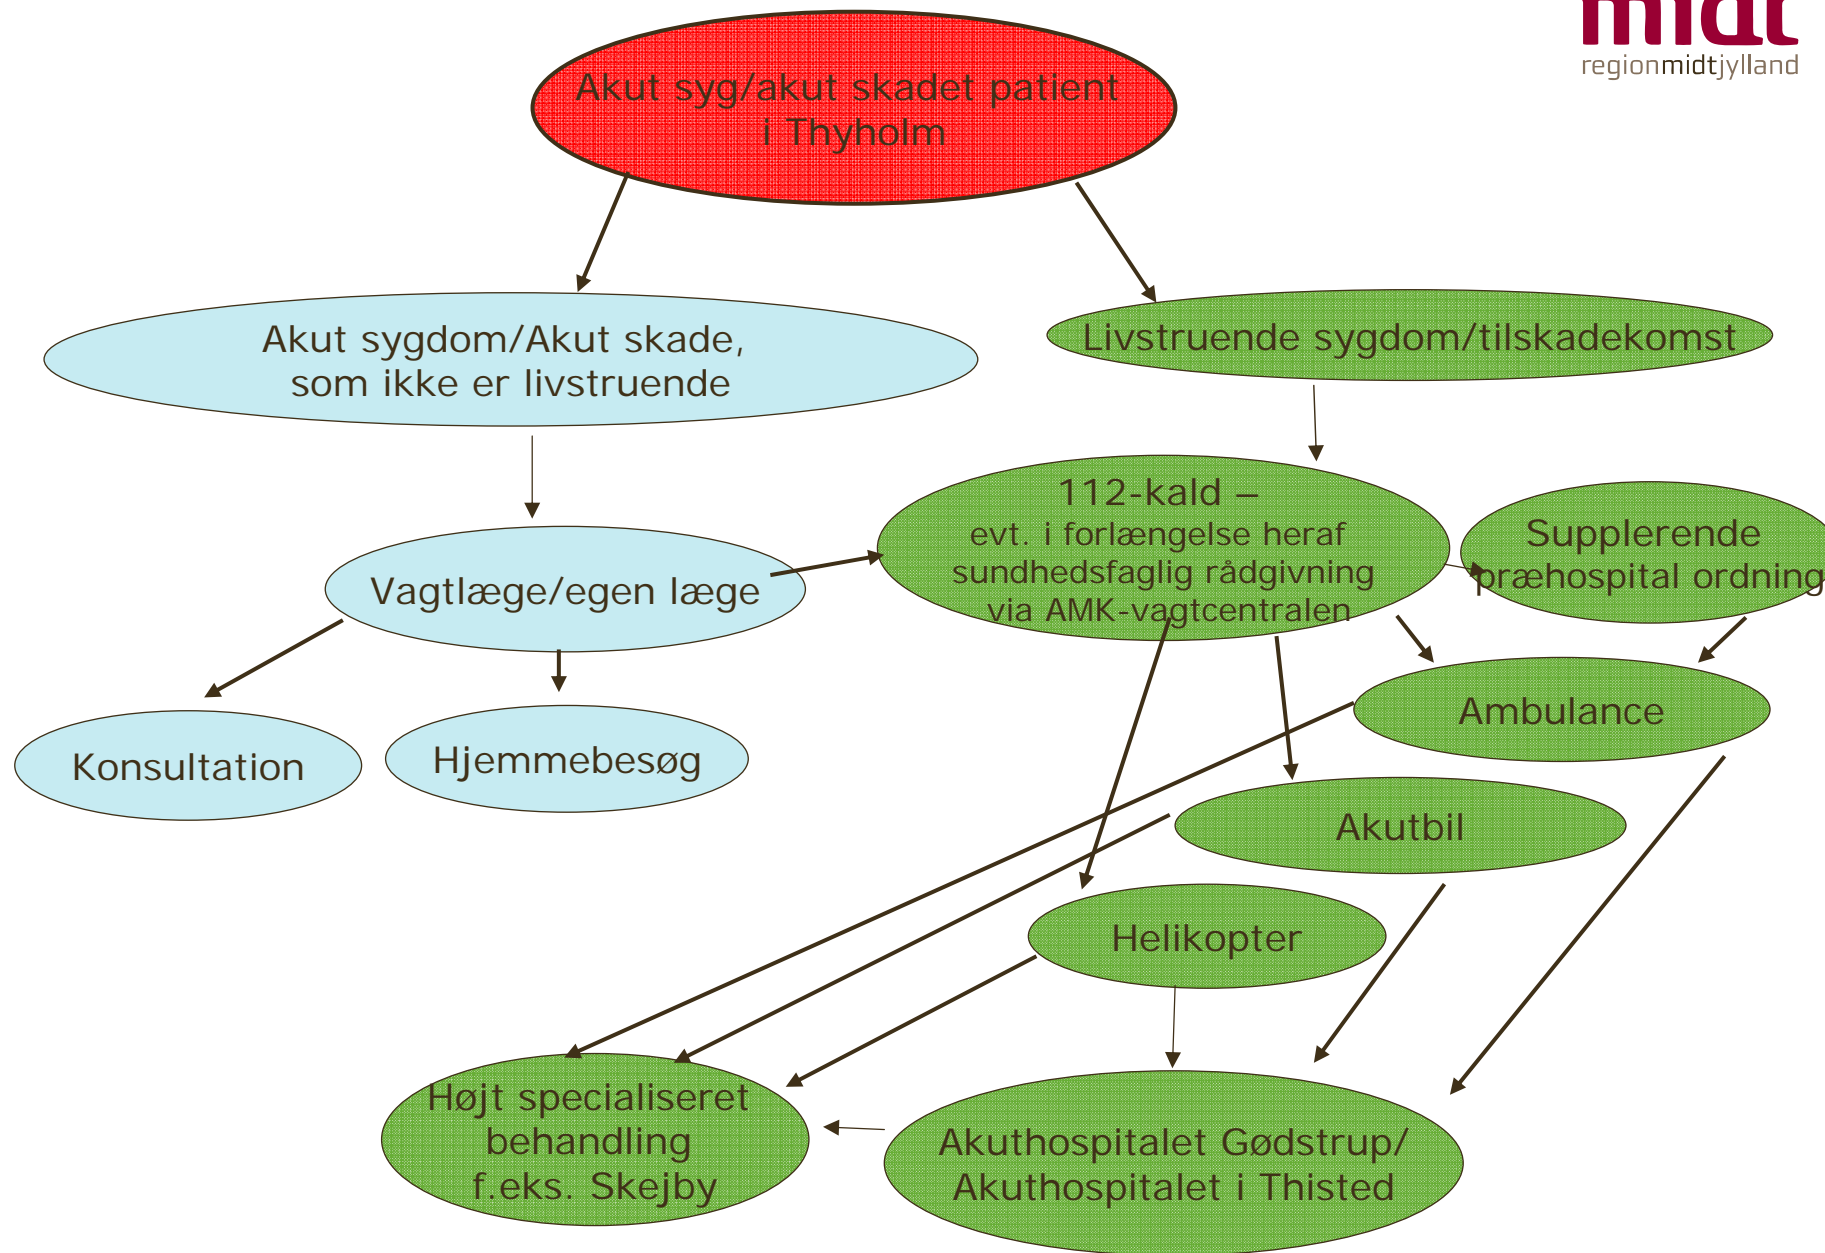 midt
regionmidtjylland
Akut syg/akut skadet patient
i Thyholm
Akut sygdom/Akut skade,
som ikke er livstruende
Livstruende sygdom/tilskadekomst
112-kald –
evt. i forlængelse heraf
sundhedsfaglig rådgivning
via AMK-vagtcentralen
Supplerende
præhospital ordning
Vagtlæge/egen læge
Ambulance
Konsultation
Hjemmebesøg
Akutbil
Helikopter
Højt specialiseret
behandling
f.eks. Skejby
Akuthospitalet Gødstrup/
Akuthospitalet i Thisted